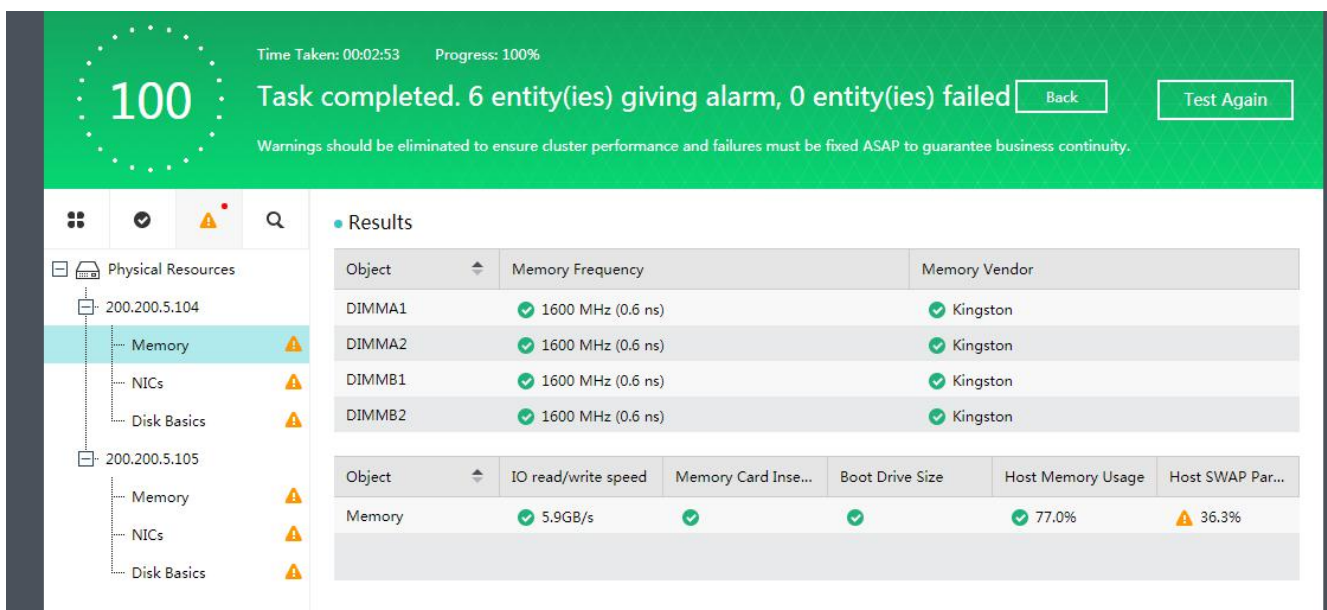 Time Taken: 00:02:53 Progress: 100%
100
Task completed. 6 entity(ies) giving alarm, 0 entity(ies) failed Back Test Again
Warnings should be eliminated to ensure cluster performance and failures must be fixed ASAP to guarantee business continuity.
Physical Resources
200.200.5.104
Memory
NICs
Disk Basics
200.200.5.105
Memory
NICs
Disk Basics
Results
Object Memory Frequency Memory Vendor
DIMMA1 1600 MHz (0.6 ns) Kingston
DIMMA2 1600 MHz (0.6 ns) Kingston
DIMMB1 1600 MHz (0.6 ns) Kingston
DIMMB2 1600 MHz (0.6 ns) Kingston
Object IO read/write speed Memory Card Inse... Boot Drive Size Host Memory Usage Host SWAP Par...
Memory 5.9GB/s 77.0% 36.3%